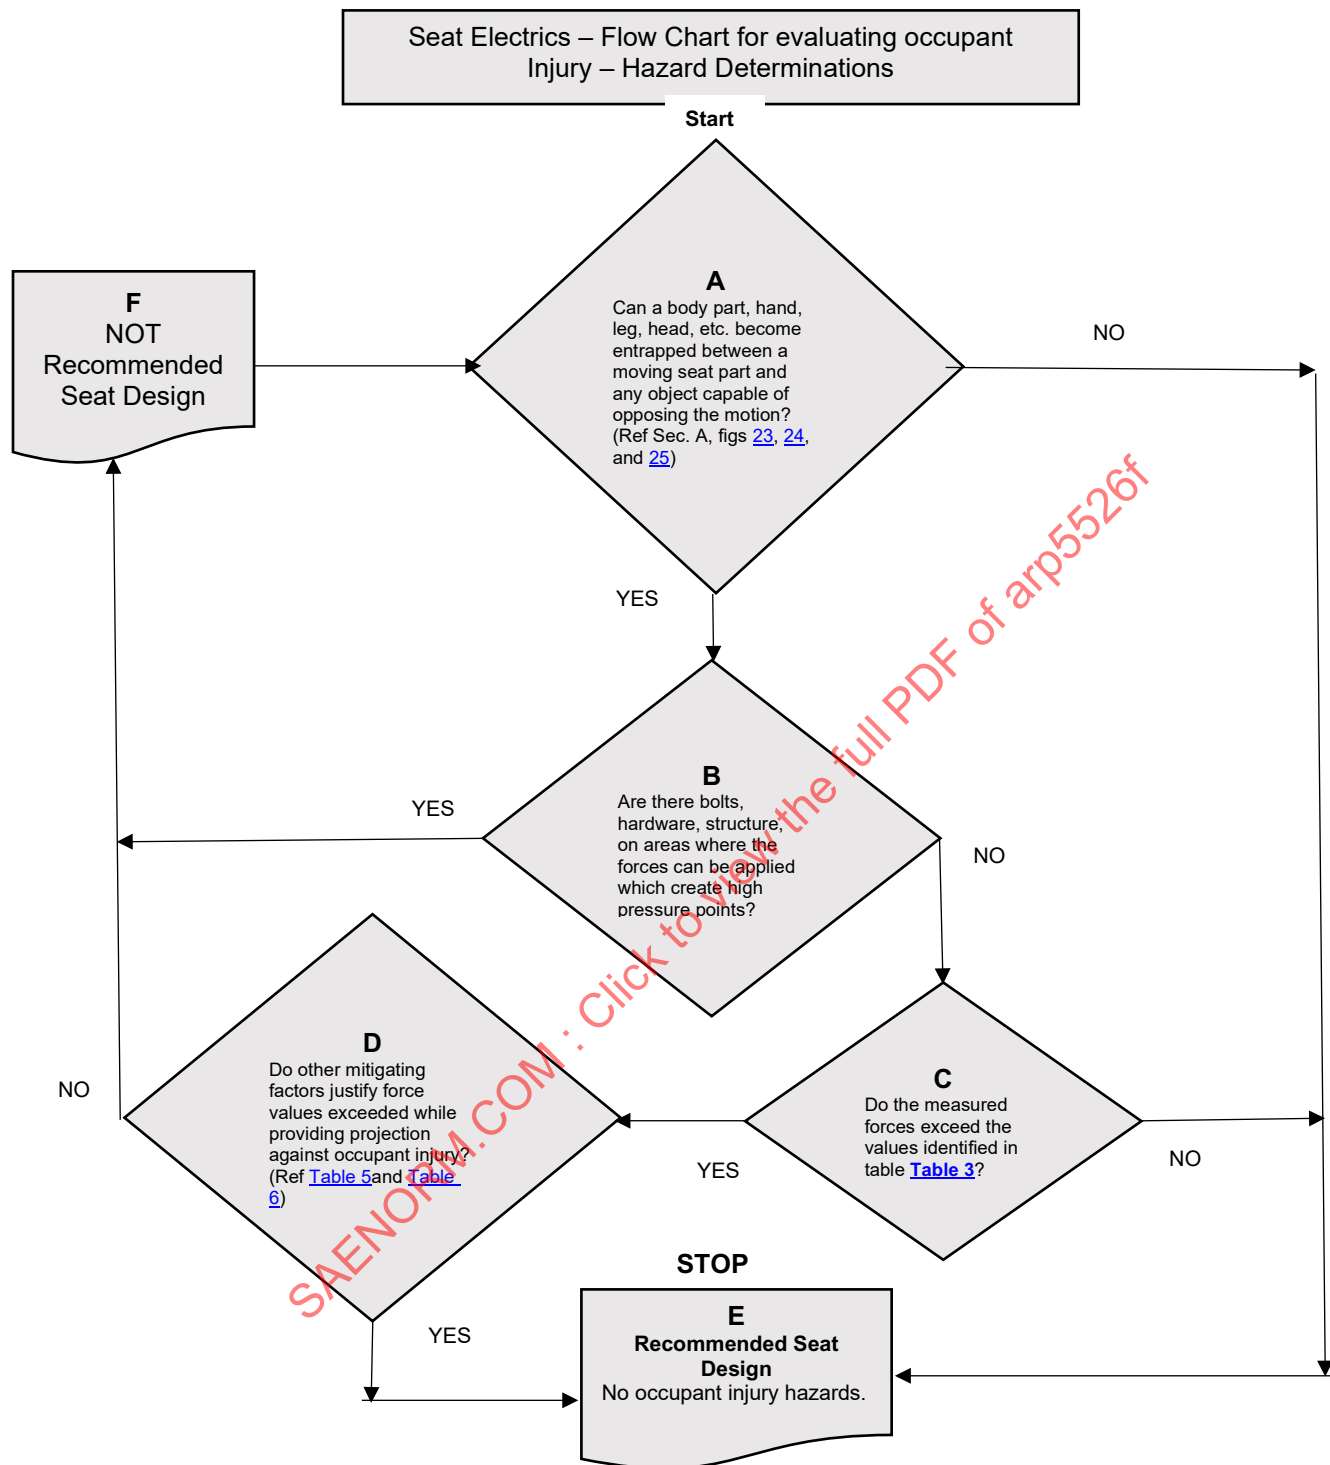 Seat Electrics – Flow Chart for evaluating occupant
Injury – Hazard Determinations
Start
A
Can a body part, hand,
leg, head, etc. become
entrapped between a
moving seat part and
any object capable of
opposing the motion?
(Ref Sec. A, figs 23, 24,
and 25)
NO
F
NOT
Recommended
Seat Design
YES
B
Are there bolts,
hardware, structure,
on areas where the
forces can be applied
which create high
pressure points?
YES
NO
D
Do other mitigating
factors justify force
values exceeded while
providing projection
against occupant injury?
(Ref Table 5and Table
6)
NO
YES
C
Do the measured
forces exceed the
values identified in
table Table 3?
YES
NO
STOP
E
Recommended Seat
Design
No occupant injury hazards.
SAENORM.COM : Click to view the full PDF of arp5526f